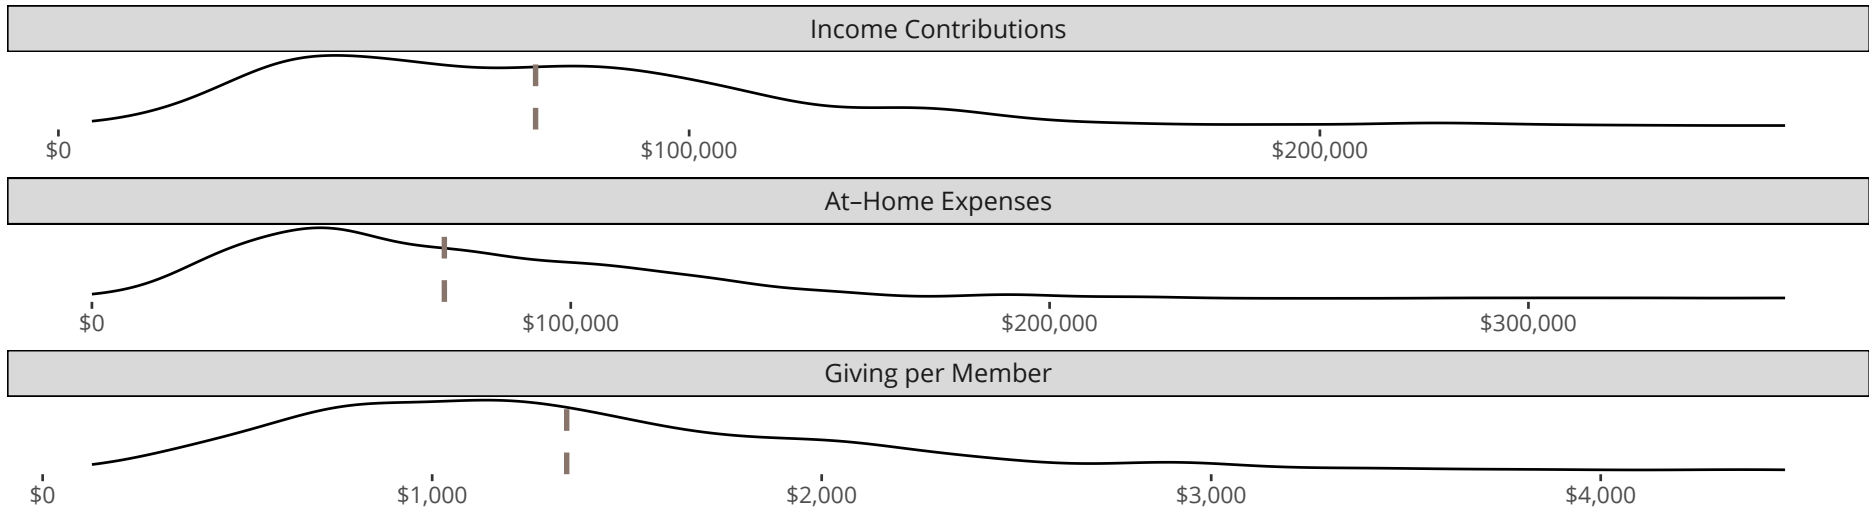 Income Contributions
$0 $100,000 $200,000
At–Home Expenses
$0 $100,000 $200,000 $300,000
Giving per Member
$0 $1,000 $2,000 $3,000 $4,000